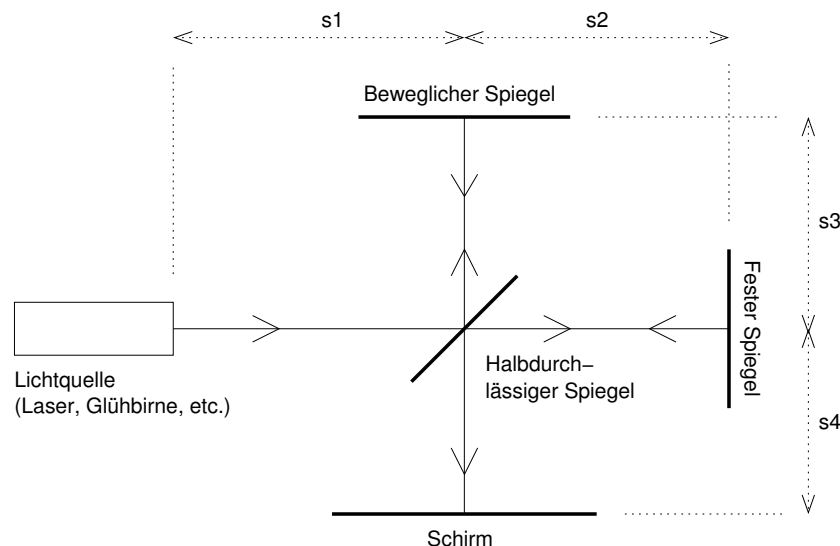 s1
s2
Beweglicher Spiegel
s3
Fester Spiegel
Halbdurch–
lässiger Spiegel
Lichtquelle
(Laser, Glühbirne, etc.)
s4
Schirm